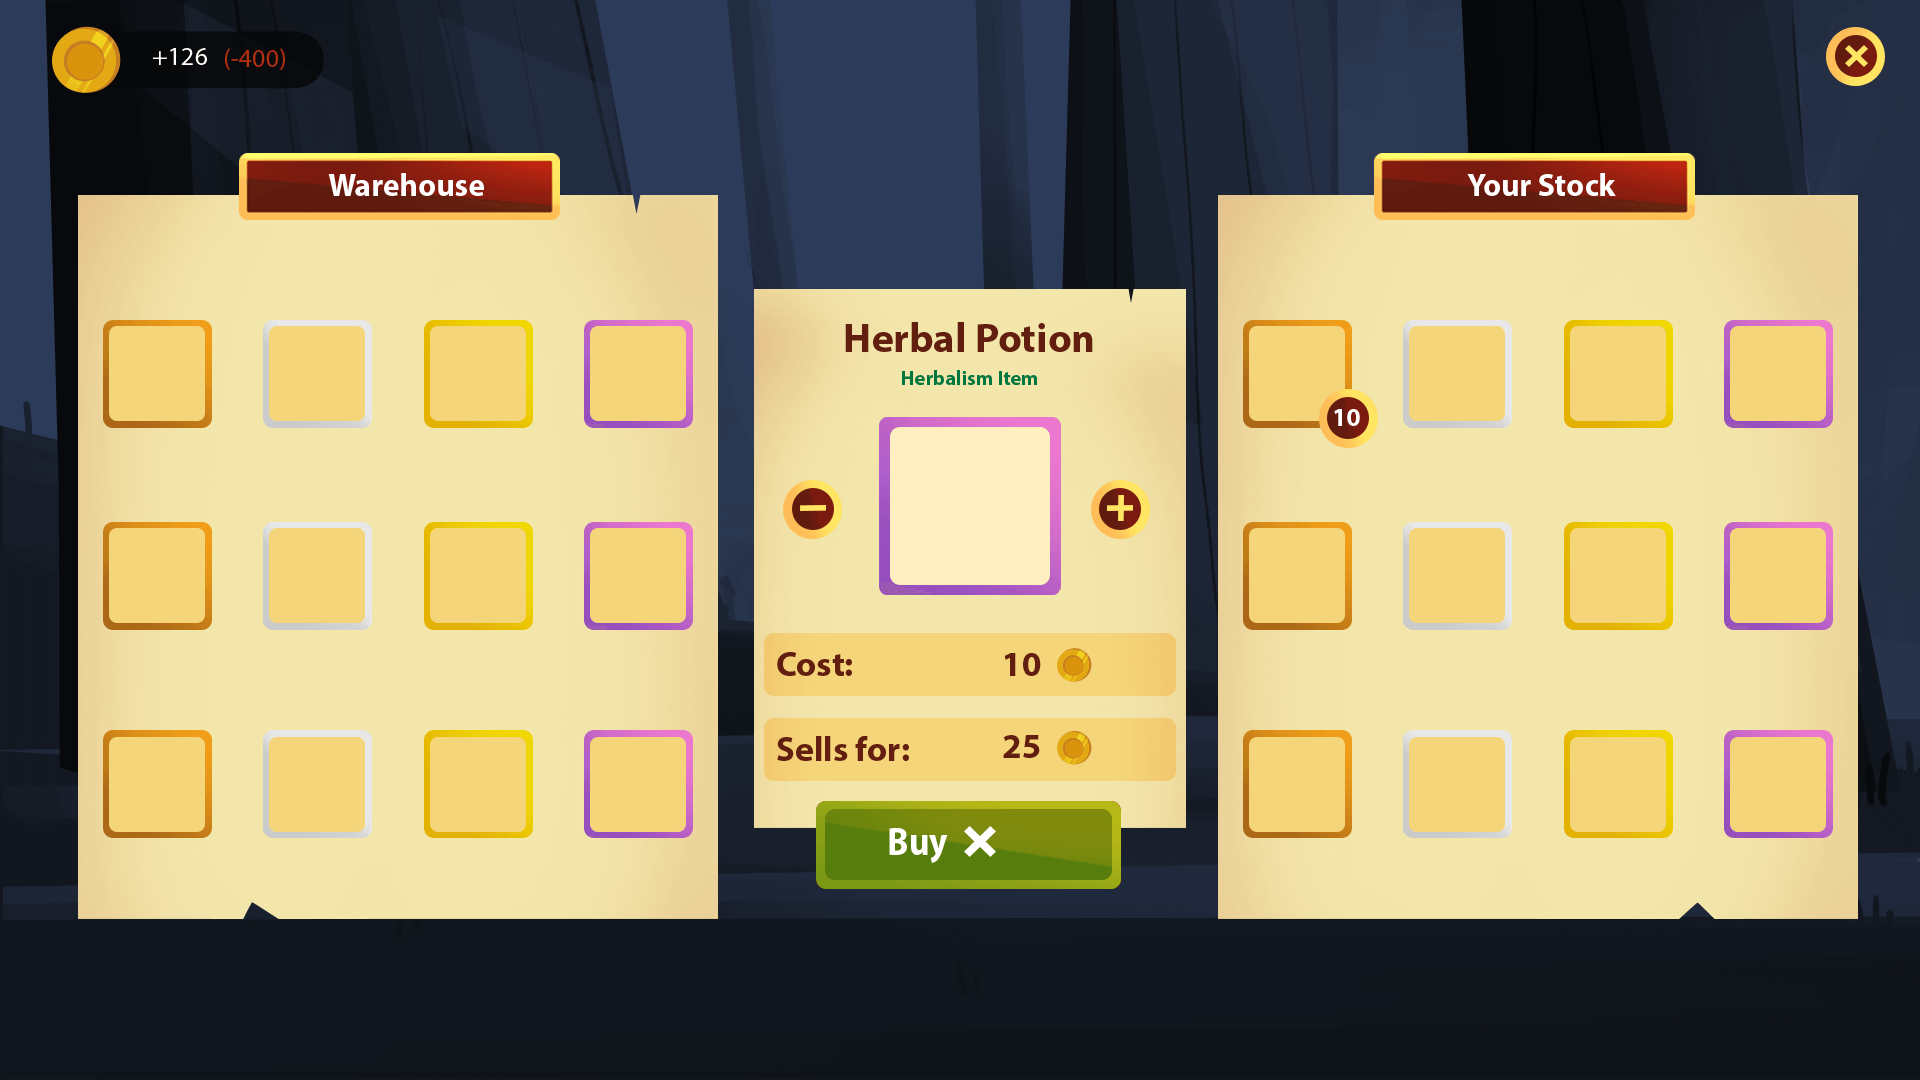 +126 (-400)
Warehouse
Your Stock
Herbal Potion
Herbalism Item
10
Cost: 10
Sells for: 25
Buy